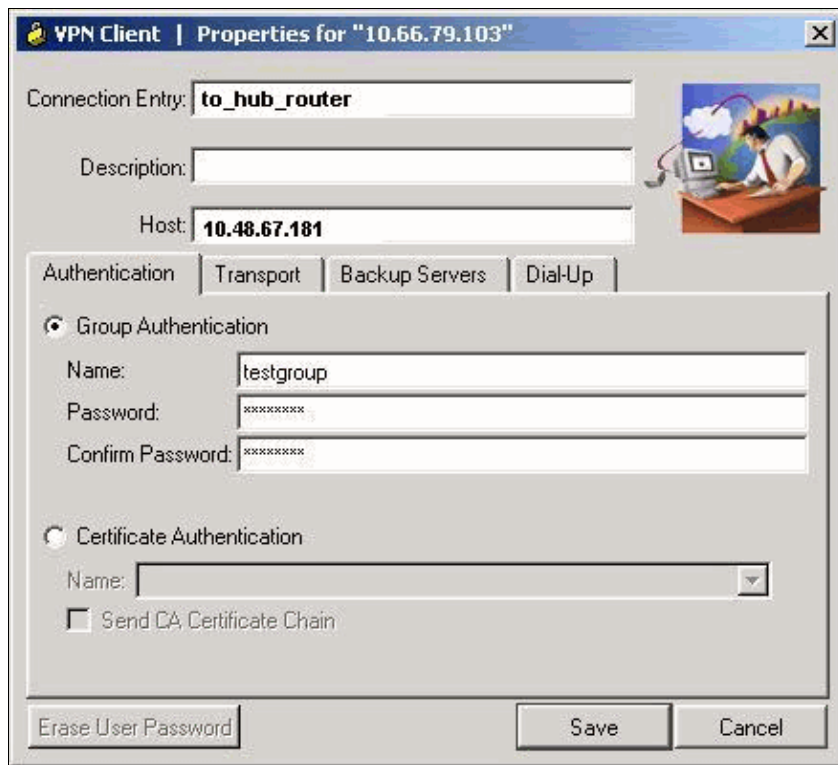 VPN Client | Properties for "10.66.79.103"
Connection Entry: to_hub_router
Description:
Host: 10.48.67.181
Authentication Transport Backup Servers Dial-Up
Group Authentication
Name: testgroup
Password: ********
Confirm Password: ********
Certificate Authentication
Name:
Send CA Certificate Chain
Erase User Password Save Cancel